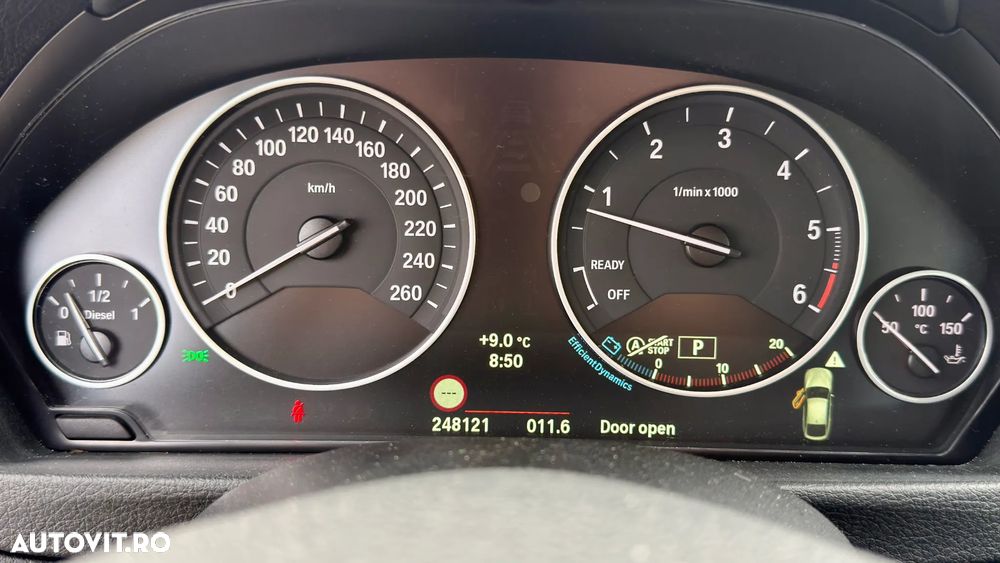 0 20 40 60 80 100 120 140 160 180 200 220 240 260
km/h
1 2 3 4 5 6
1/min x 1000
READY
OFF
0 1/2 1
Diesel
50 100 150
°C
+9.0 °C
8:50
A START STOP
P
0 10 20
EfficientDynamics
---
248121 011.6 Door open
AUTOVIT.RO